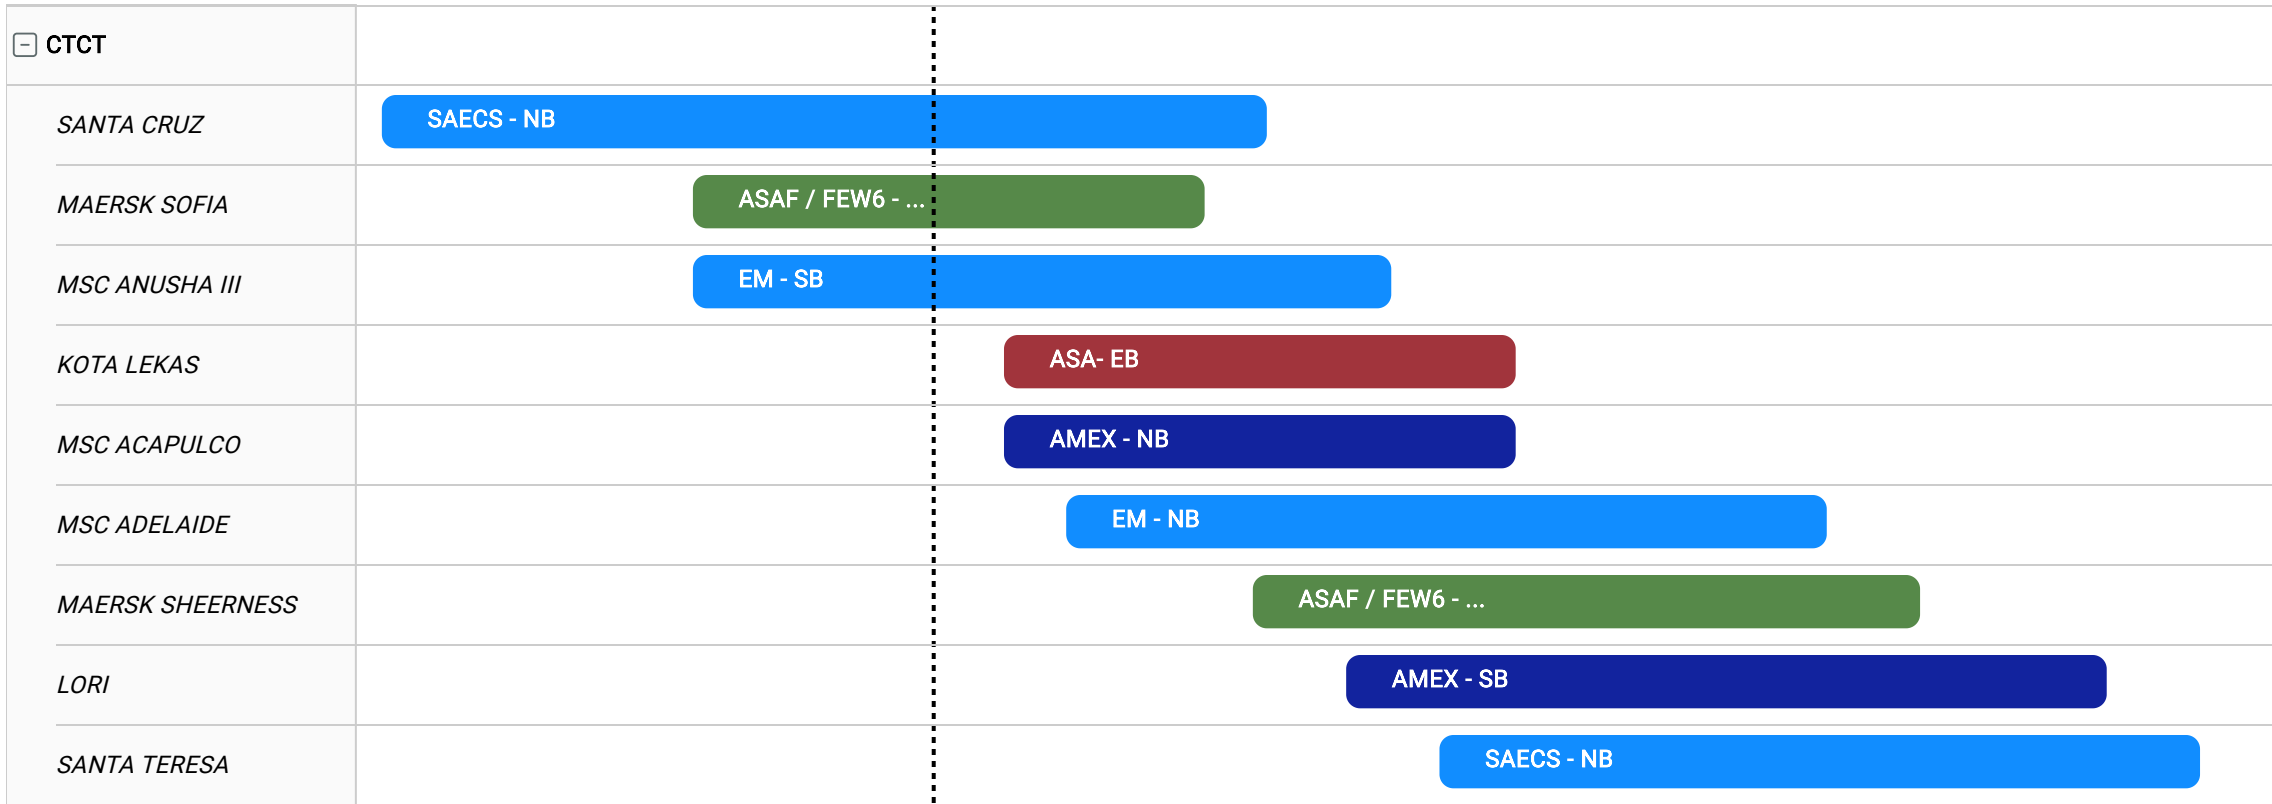 CTCT
SANTA CRUZ
SAECS - NB
MAERSK SOFIA
ASAF / FEW6 - ...
MSC ANUSHA III
EM - SB
KOTA LEKAS
ASA- EB
MSC ACAPULCO
AMEX - NB
MSC ADELAIDE
EM - NB
MAERSK SHEERNESS
ASAF / FEW6 - ...
LORI
AMEX - SB
SANTA TERESA
SAECS - NB